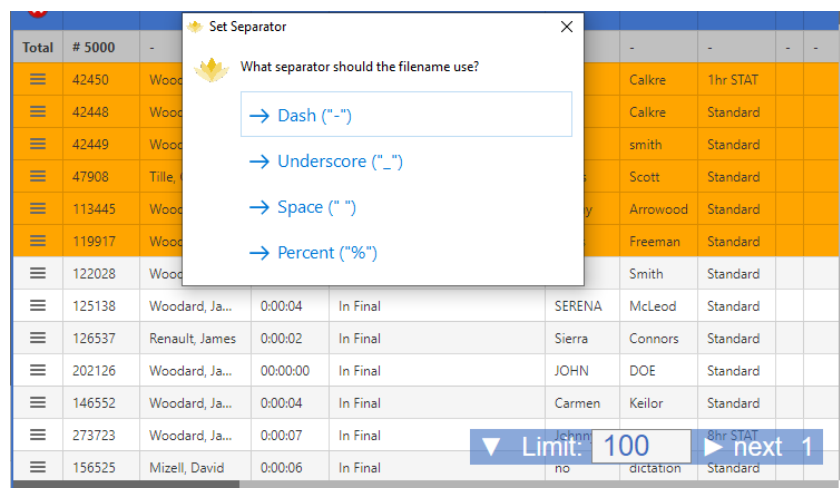 Set Separator
What separator should the filename use?
→ Dash ("-")
→ Underscore ("_")
→ Space (" ")
→ Percent ("%")
Total # 5000 - - - - -
42450 Calkre 1hr STAT
42448 Calkre Standard
42449 smith Standard
47908 Tille, Scott Standard
113445 Arrowood Standard
119917 Freeman Standard
122028 Smith Standard
125138 Woodard, Ja... 0:00:04 In Final SERENA McLeod Standard
126537 Renault, James 0:00:02 In Final Sierra Connors Standard
202126 Woodard, Ja... 00:00:00 In Final JOHN DOE Standard
146552 Woodard, Ja... 0:00:04 In Final Carmen Keilor Standard
273723 Woodard, Ja... 0:00:07 In Final 8hr STAT
▼ Limit: 100 ► next 1
156525 Mizell, David 0:00:06 In Final no dictation Standard